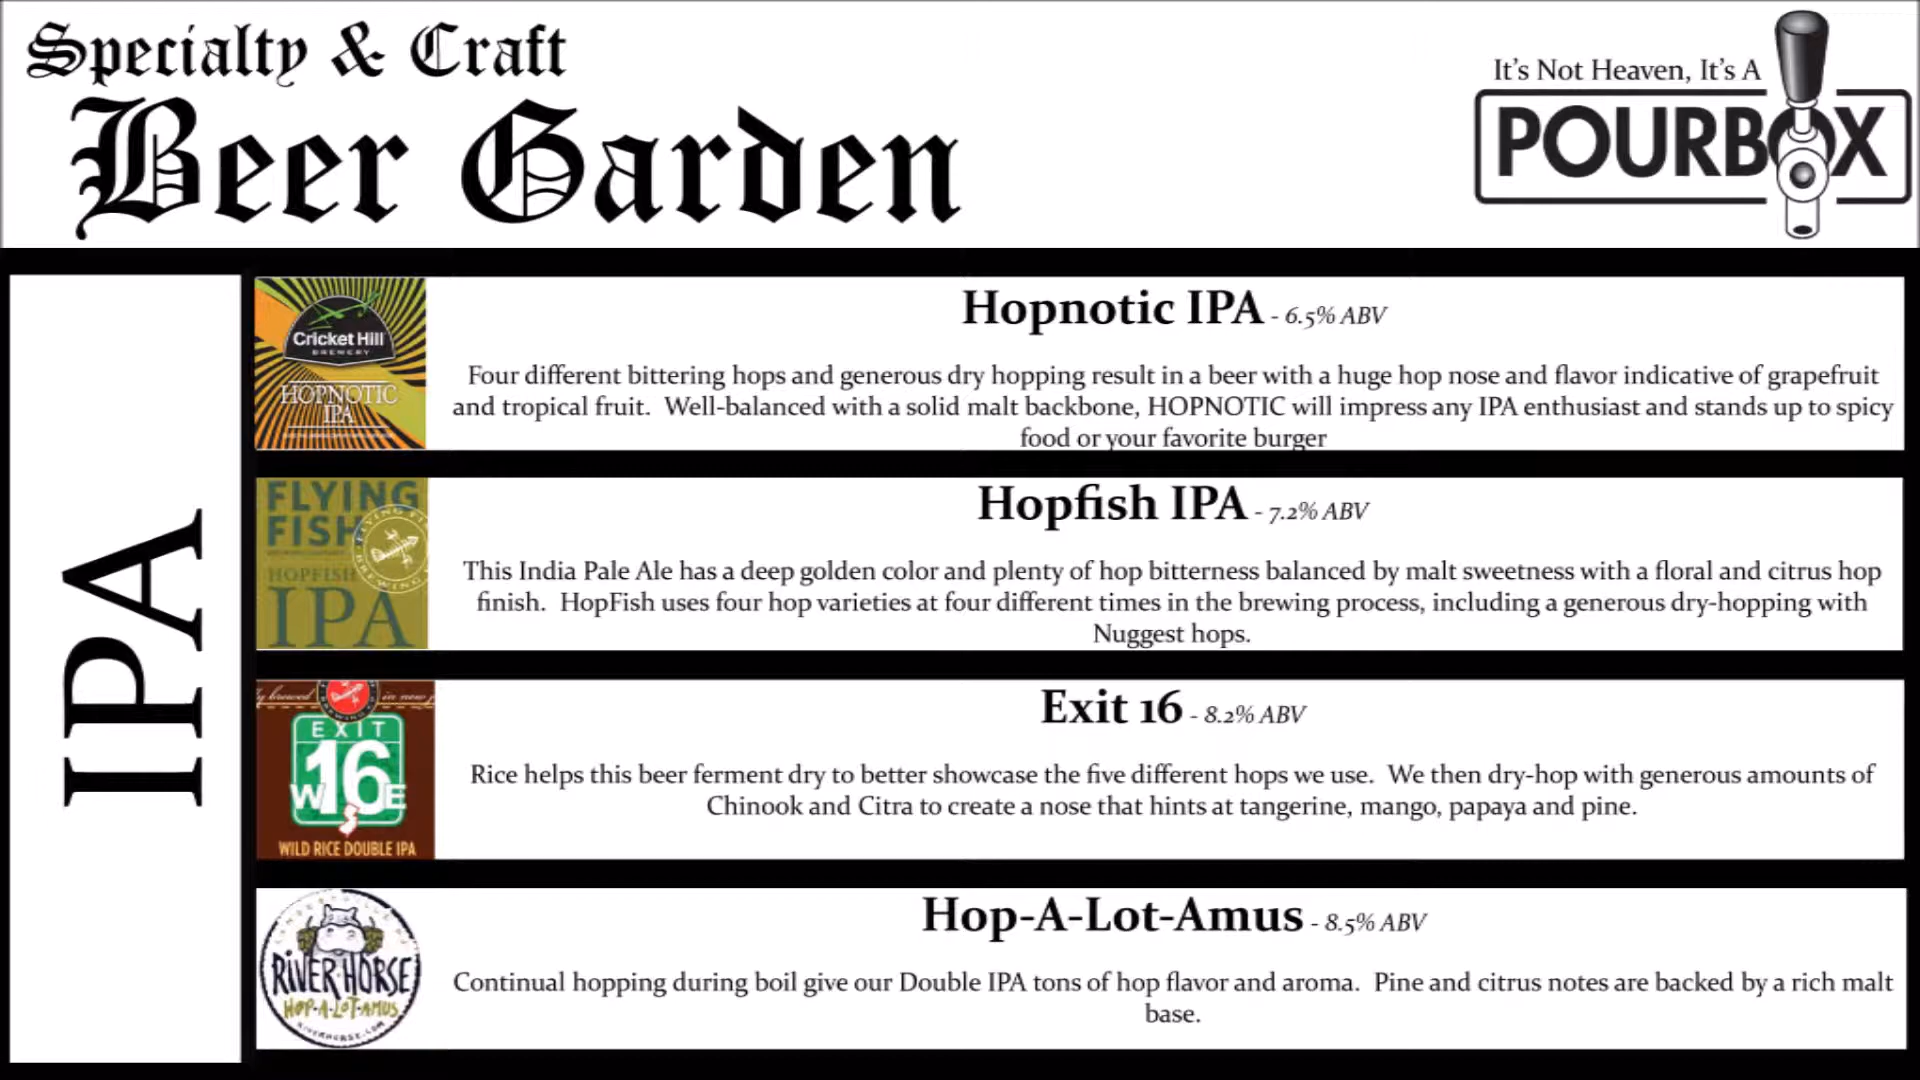 Specialty & Craft
Beer Garden
It's Not Heaven, It's A
POURBOX
IPA
Cricket Hill
BREWERY
HOPNOTIC
IPA
Hopnotic IPA - 6.5% ABV
Four different bittering hops and generous dry hopping result in a beer with a huge hop nose and flavor indicative of grapefruit
and tropical fruit.  Well-balanced with a solid malt backbone, HOPNOTIC will impress any IPA enthusiast and stands up to spicy
food or your favorite burger
FLYING
FISH
HOPFISH
IPA
Hopfish IPA - 7.2% ABV
This India Pale Ale has a deep golden color and plenty of hop bitterness balanced by malt sweetness with a floral and citrus hop
finish.  HopFish uses four hop varieties at four different times in the brewing process, including a generous dry-hopping with
Nuggest hops.
brewed in new
EXIT
16
W E
WILD RICE DOUBLE IPA
Exit 16 - 8.2% ABV
Rice helps this beer ferment dry to better showcase the five different hops we use.  We then dry-hop with generous amounts of
Chinook and Citra to create a nose that hints at tangerine, mango, papaya and pine.
RIVER HORSE
HOP-A-LOT-AMUS
RIVERHORSE.COM
Hop-A-Lot-Amus - 8.5% ABV
Continual hopping during boil give our Double IPA tons of hop flavor and aroma.  Pine and citrus notes are backed by a rich malt
base.